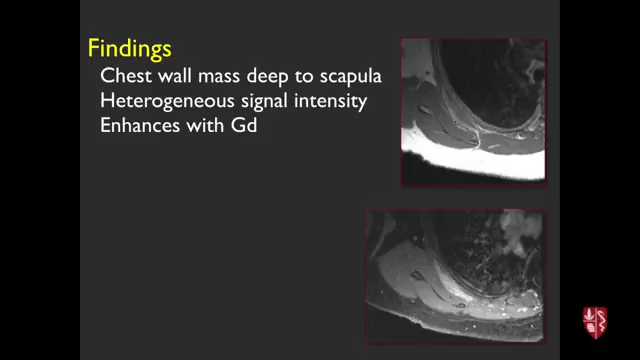 Findings
Chest wall mass deep to scapula
Heterogeneous signal intensity
Enhances with Gd